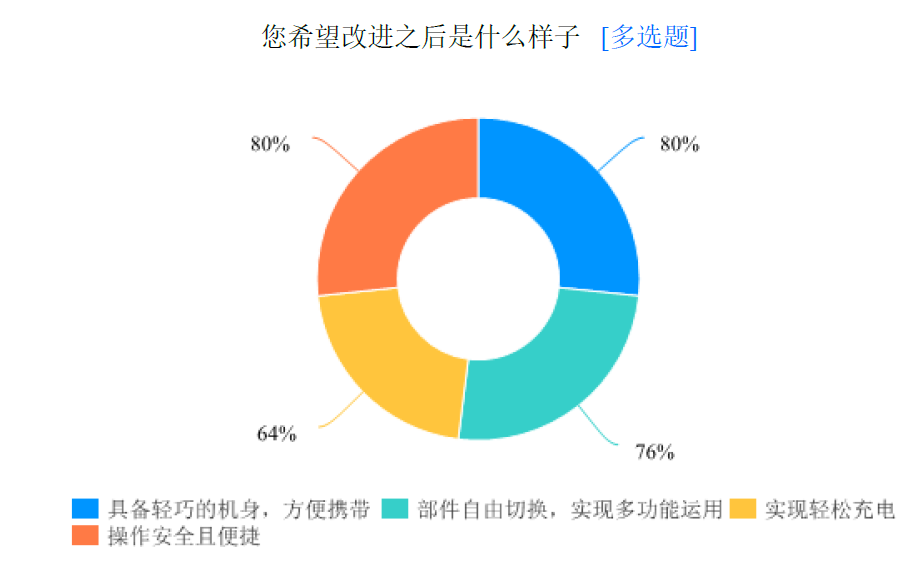 您希望改进之后是什么样子 [多选题]
80% 80%
64% 76%
具备轻巧的机身，方便携带 部件自由切换，实现多功能运用 实现轻松充电
操作安全且便捷